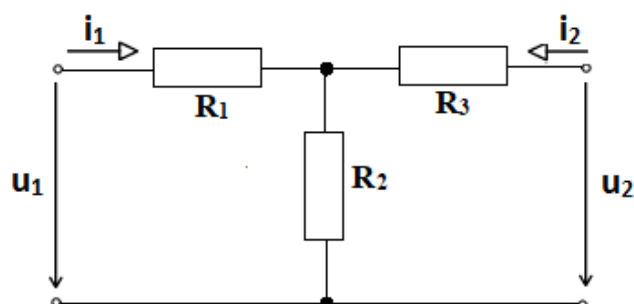 i₁
i₂
R₁
R₃
R₂
u₁
u₂